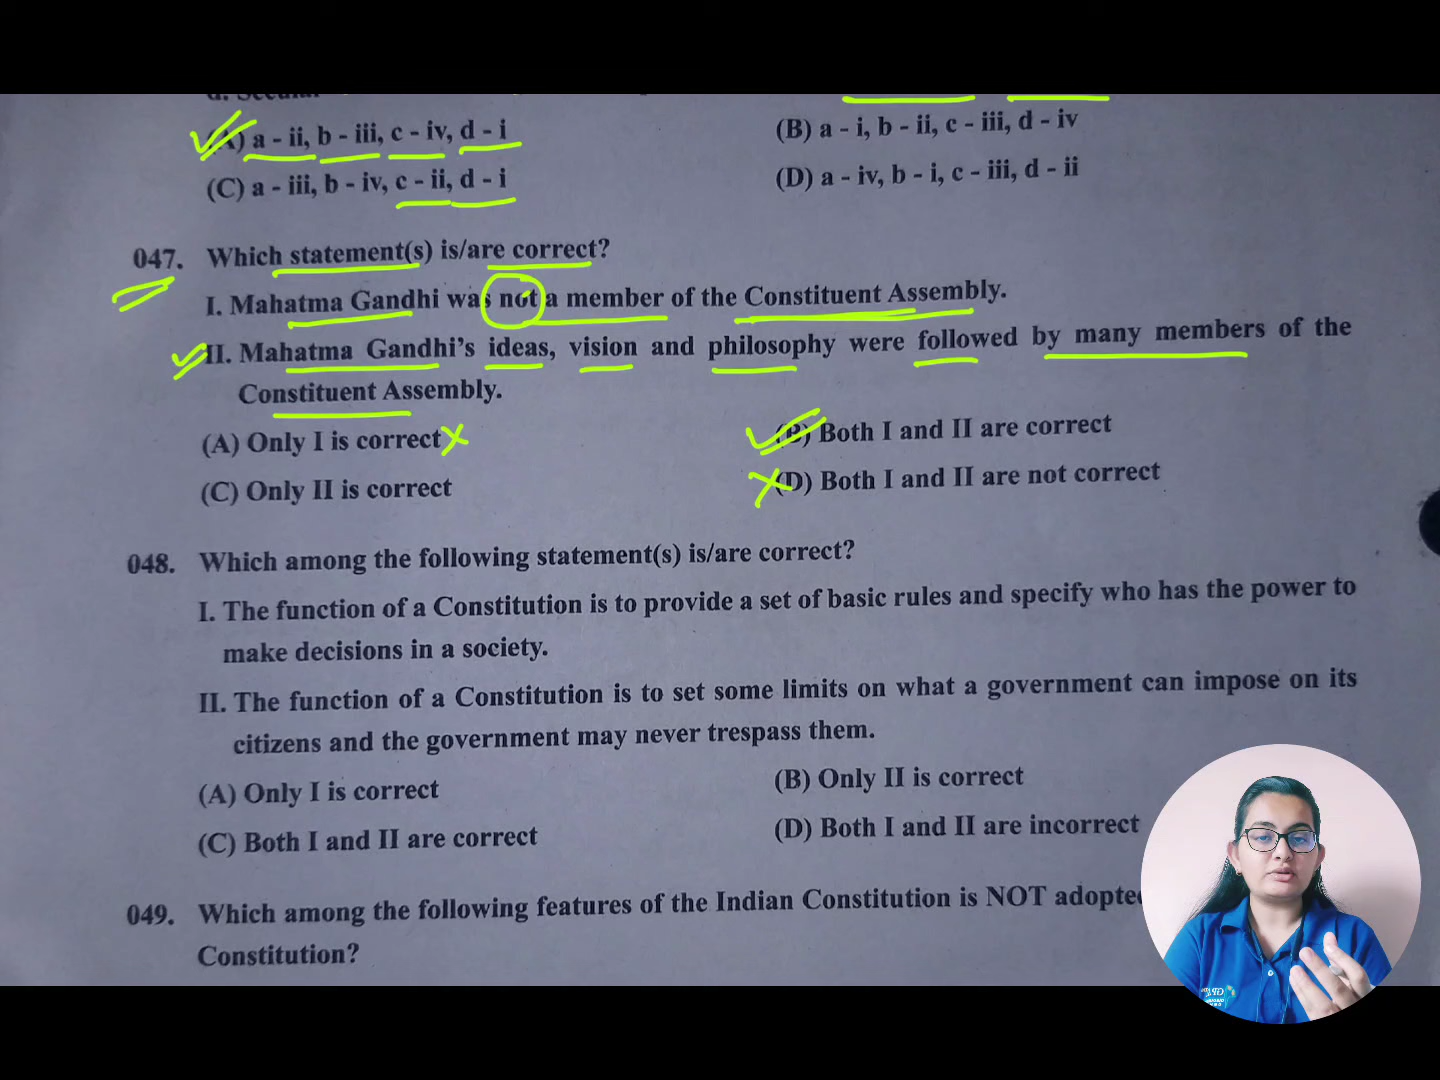 (A) a - ii, b - iii, c - iv, d - i
(B) a - i, b - ii, c - iii, d - iv
(C) a - iii, b - iv, c - ii, d - i
(D) a - iv, b - i, c - iii, d - ii
047. Which statement(s) is/are correct?
I. Mahatma Gandhi was not a member of the Constituent Assembly.
II. Mahatma Gandhi's ideas, vision and philosophy were followed by many members of the
Constituent Assembly.
(A) Only I is correct
(B) Both I and II are correct
(C) Only II is correct
(D) Both I and II are not correct
048. Which among the following statement(s) is/are correct?
I. The function of a Constitution is to provide a set of basic rules and specify who has the power to
make decisions in a society.
II. The function of a Constitution is to set some limits on what a government can impose on its
citizens and the government may never trespass them.
(A) Only I is correct
(B) Only II is correct
(C) Both I and II are correct
(D) Both I and II are incorrect
049. Which among the following features of the Indian Constitution is NOT adopted
Constitution?